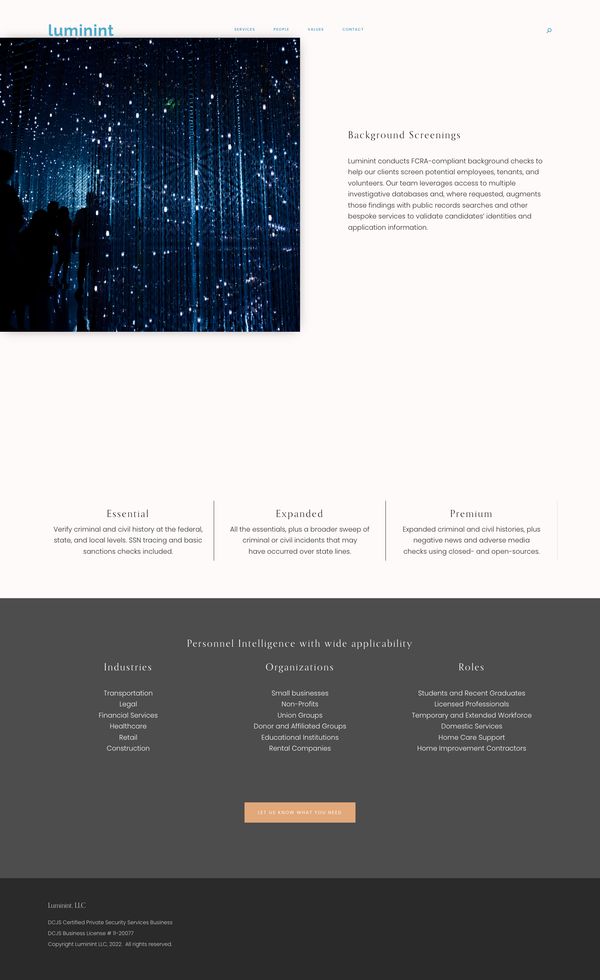 luminint
SERVICES PEOPLE VALUES CONTACT
Background Screenings
Luminint conducts FCRA-compliant background checks to
help our clients screen potential employees, tenants, and
volunteers. Our team leverages access to multiple
investigative databases and, where requested, augments
those findings with public records searches and other
bespoke services to validate candidates' identities and
application information.
Essential
Verify criminal and civil history at the federal,
state, and local levels. SSN tracing and basic
sanctions checks included.
Expanded
All the essentials, plus a broader sweep of
criminal or civil incidents that may
have occurred over state lines.
Premium
Expanded criminal and civil histories, plus
negative news and adverse media
checks using closed- and open-sources.
Personnel Intelligence with wide applicability
Industries
Transportation
Legal
Financial Services
Healthcare
Retail
Construction
Organizations
Small businesses
Non-Profits
Union Groups
Donor and Affiliated Groups
Educational Institutions
Rental Companies
Roles
Students and Recent Graduates
Licensed Professionals
Temporary and Extended Workforce
Domestic Services
Home Care Support
Home Improvement Contractors
LET US KNOW WHAT YOU NEED
Luminint, LLC
DCJS Certified Private Security Services Business
DCJS Business License # 11-20077
Copyright Luminint LLC, 2022. All rights reserved.